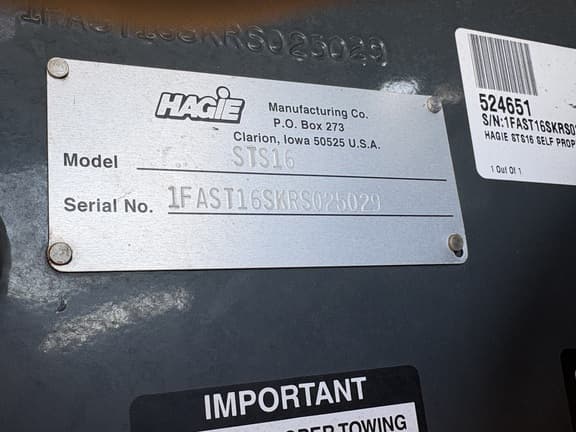 1FAST16SKRS025029
HAGIE
Manufacturing Co.
P.O. Box 273
Clarion, Iowa 50525 U.S.A.
Model STS16
Serial No. 1FAST16SKRS025029
524651
S/N:1FAST16SKRS0
HAGIE STS16 SELF PROP
1 Out Of 1
IMPORTANT
TOWING